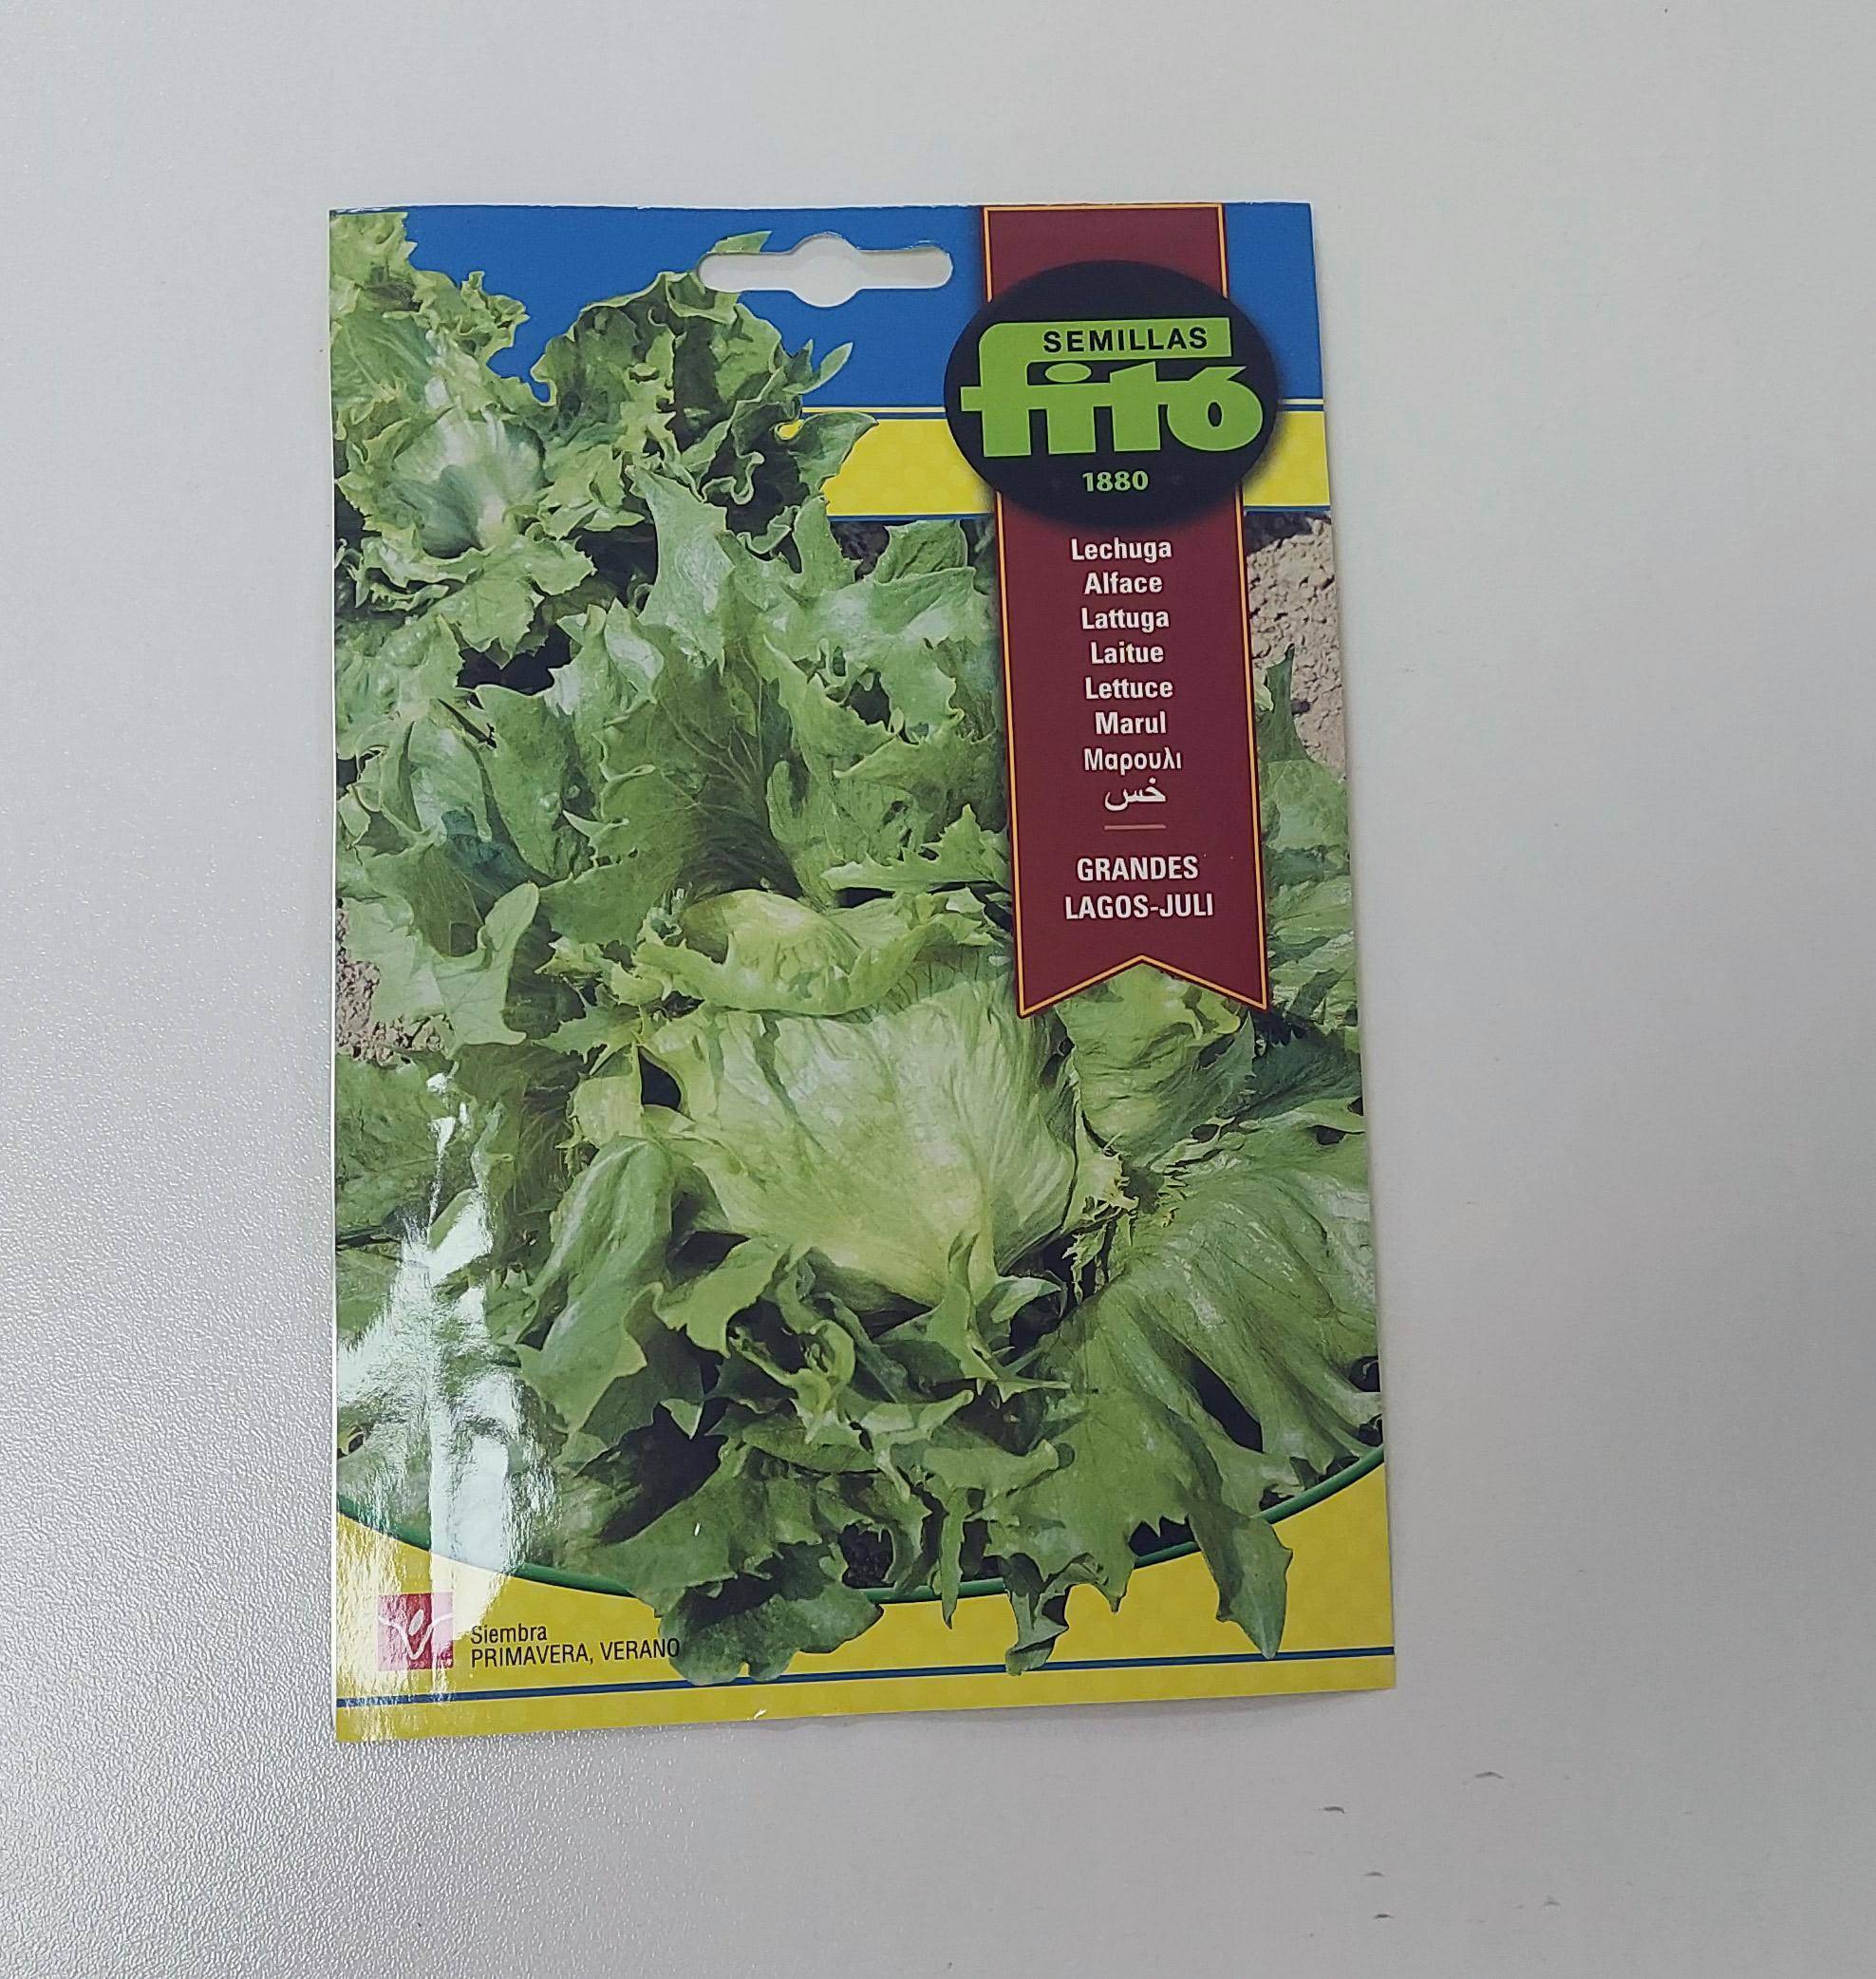 SEMILLAS
fitó
1880
Lechuga
Alface
Lattuga
Laitue
Lettuce
Marul
Μαρουλι
خس
GRANDES
LAGOS-JULI
Siembra
PRIMAVERA, VERANO